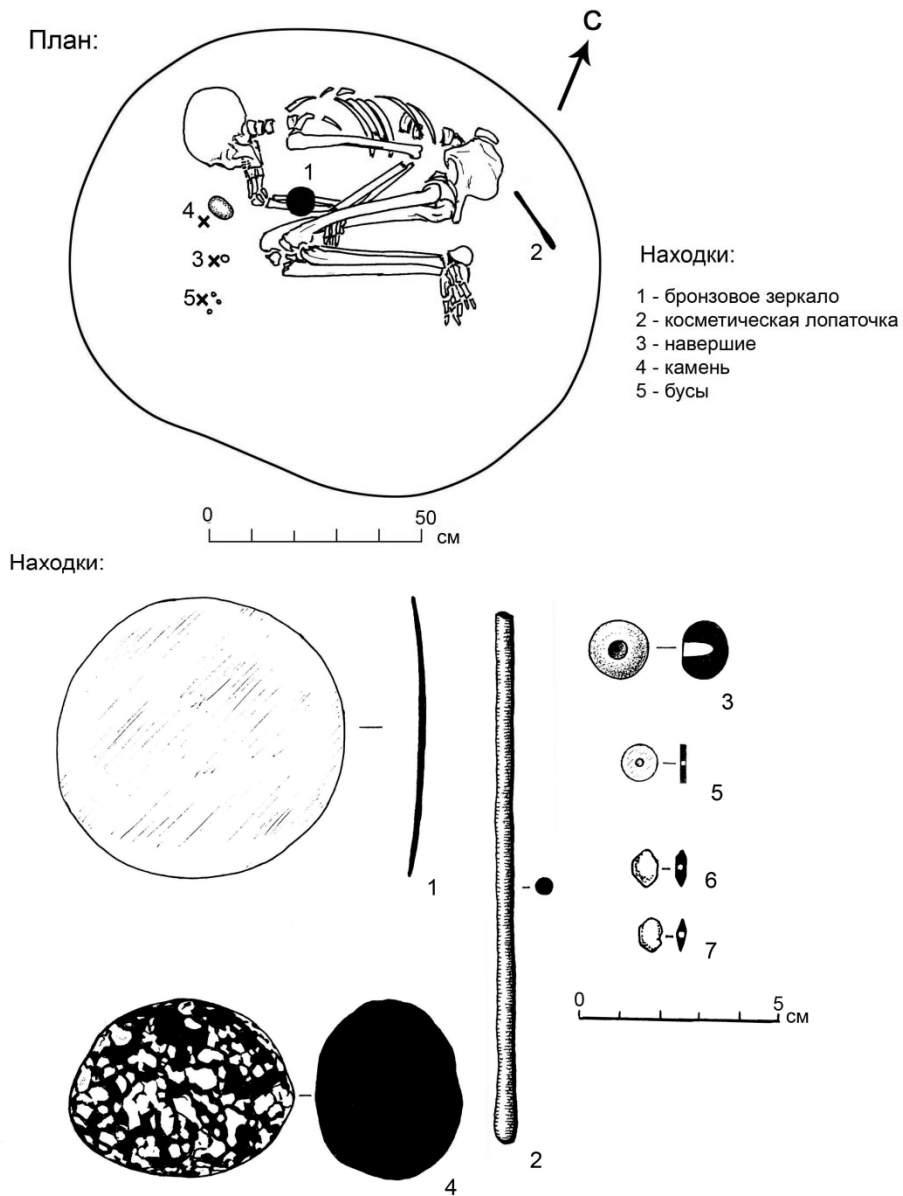 План:
С
1
4
3
5
2
Находки:
1 - бронзовое зеркало
2 - косметическая лопаточка
3 - навершие
4 - камень
5 - бусы
0 50
см
Находки:
1
3
5
6
7
0 5
см
2
4